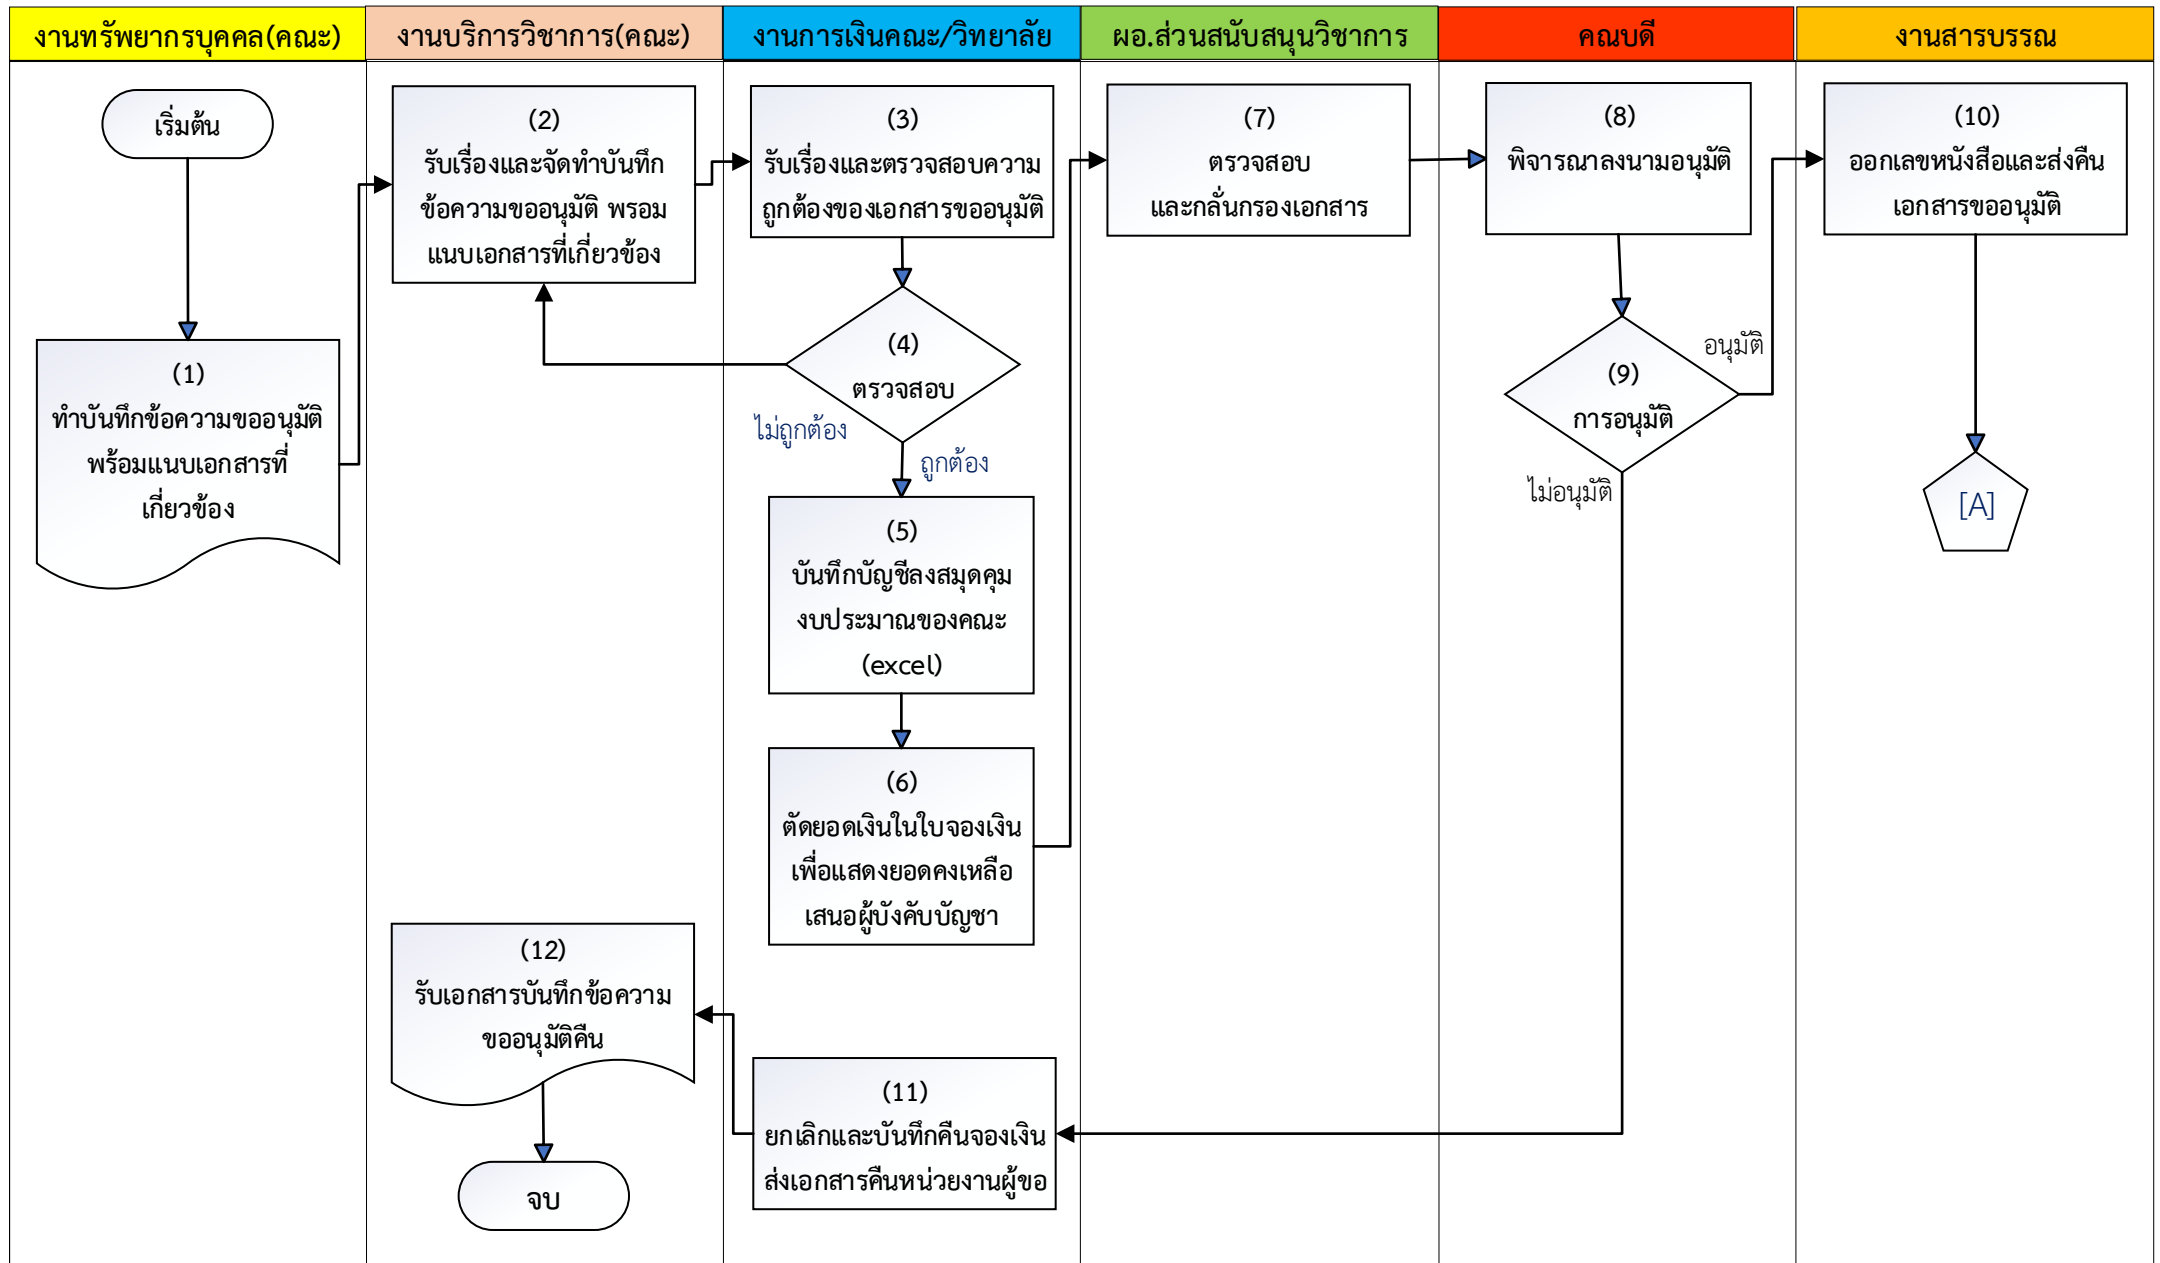 งานทรัพยากรบุคคล(คณะ)
งานบริการวิชาการ(คณะ)
งานการเงินคณะ/วิทยาลัย
ผอ.ส่วนสนับสนุนวิชาการ
คณบดี
งานสารบรรณ
เริ่มต้น
(1)
ทำบันทึกข้อความขออนุมัติ
พร้อมแนบเอกสารที่
เกี่ยวข้อง
(2)
รับเรื่องและจัดทำบันทึก
ข้อความขออนุมัติ พรอม
แนบเอกสารที่เกี่ยวข้อง
(3)
รับเรื่องและตรวจสอบความ
ถูกต้องของเอกสารขออนุมัติ
(4)
ตรวจสอบ
ไม่ถูกต้อง
ถูกต้อง
(5)
บันทึกบัญชีลงสมุดคุม
งบประมาณของคณะ
(excel)
(6)
ตัดยอดเงินในใบจองเงิน
เพื่อแสดงยอดคงเหลือ
เสนอผู้บังคับบัญชา
(7)
ตรวจสอบ
และกลั่นกรองเอกสาร
(8)
พิจารณาลงนามอนุมัติ
(9)
การอนุมัติ
อนุมัติ
ไม่อนุมัติ
(10)
ออกเลขหนังสือและส่งคืน
เอกสารขออนุมัติ
[A]
(11)
ยกเลิกและบันทึกคืนจองเงิน
ส่งเอกสารคืนหน่วยงานผู้ขอ
(12)
รับเอกสารบันทึกข้อความ
ขออนุมัติคืน
จบ